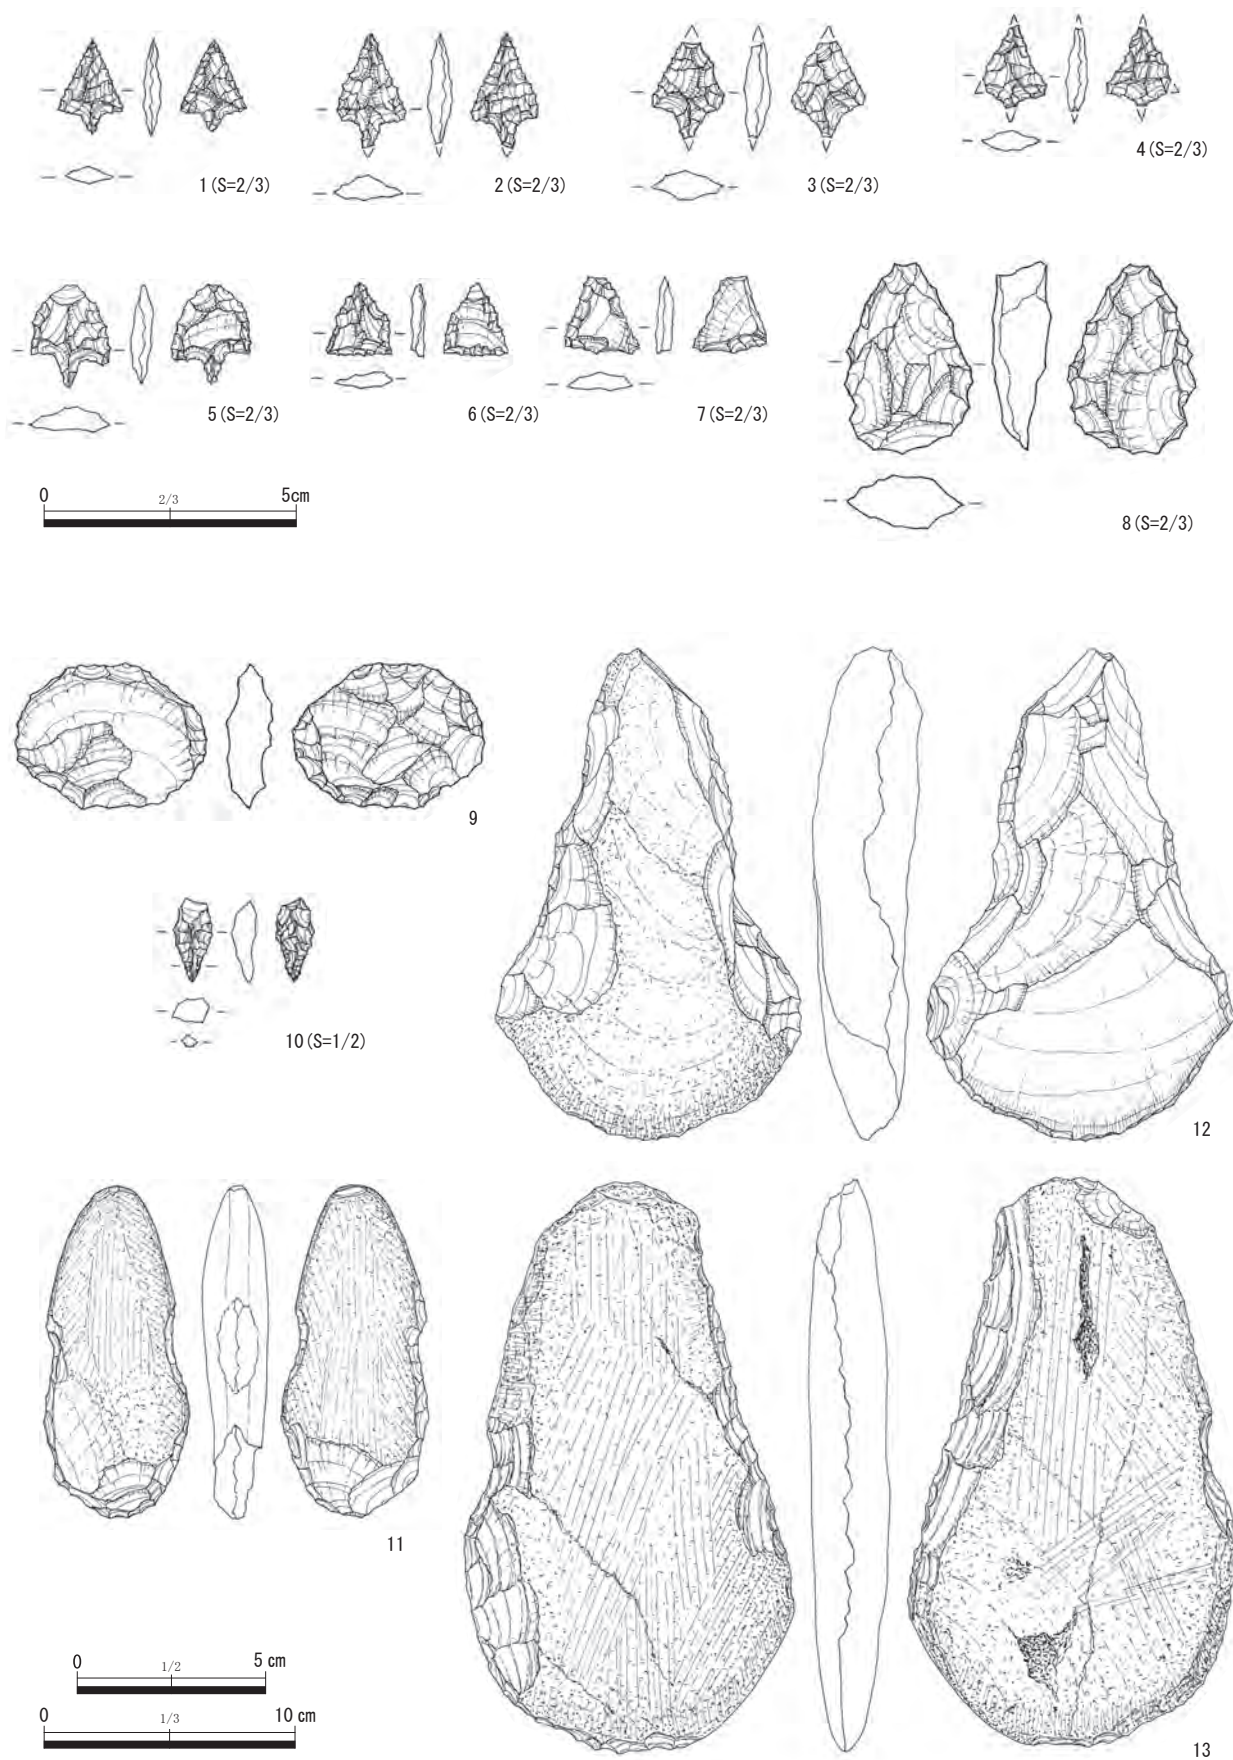 1(S=2/3)
2(S=2/3)
3(S=2/3)
4(S=2/3)
5(S=2/3)
6(S=2/3)
7(S=2/3)
8(S=2/3)
0 2/3 5cm
9
10(S=1/2)
12
11
0 1/2 5 cm
0 1/3 10 cm
13